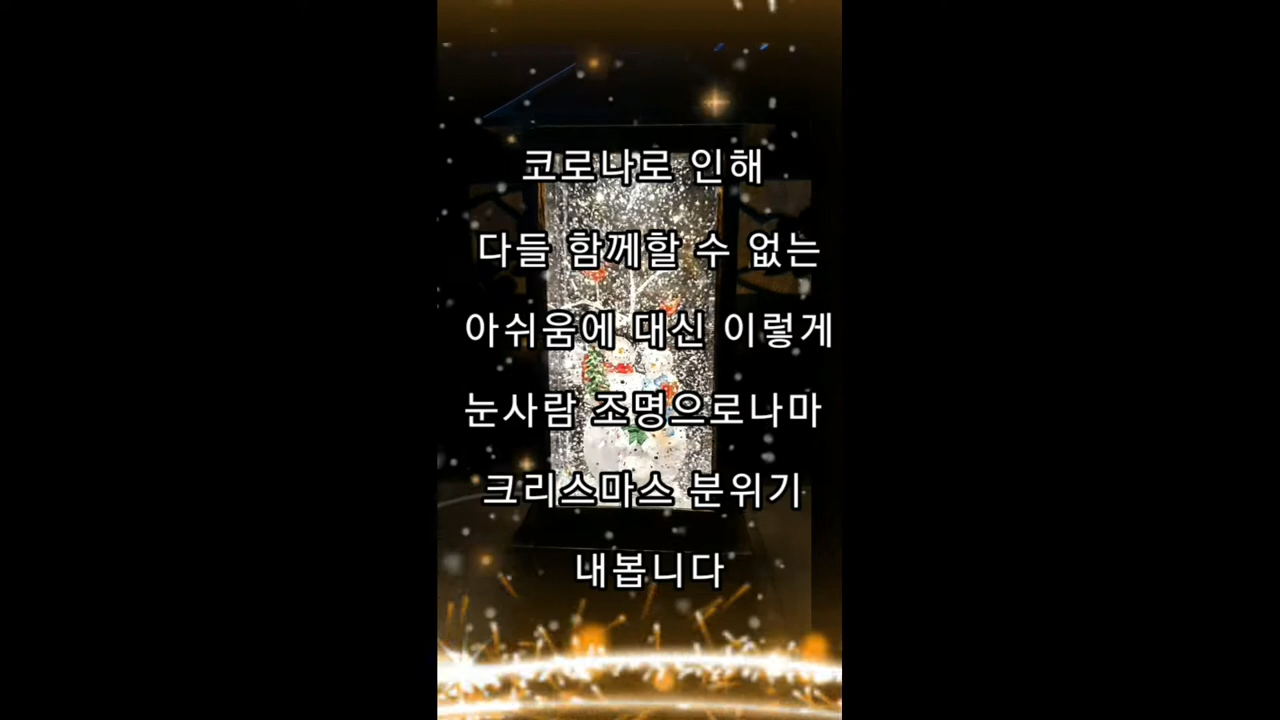 코로나로 인해
다들 함께할 수 없는
아쉬움에 대신 이렇게
눈사람 조명으로나마
크리스마스 분위기
내봅니다